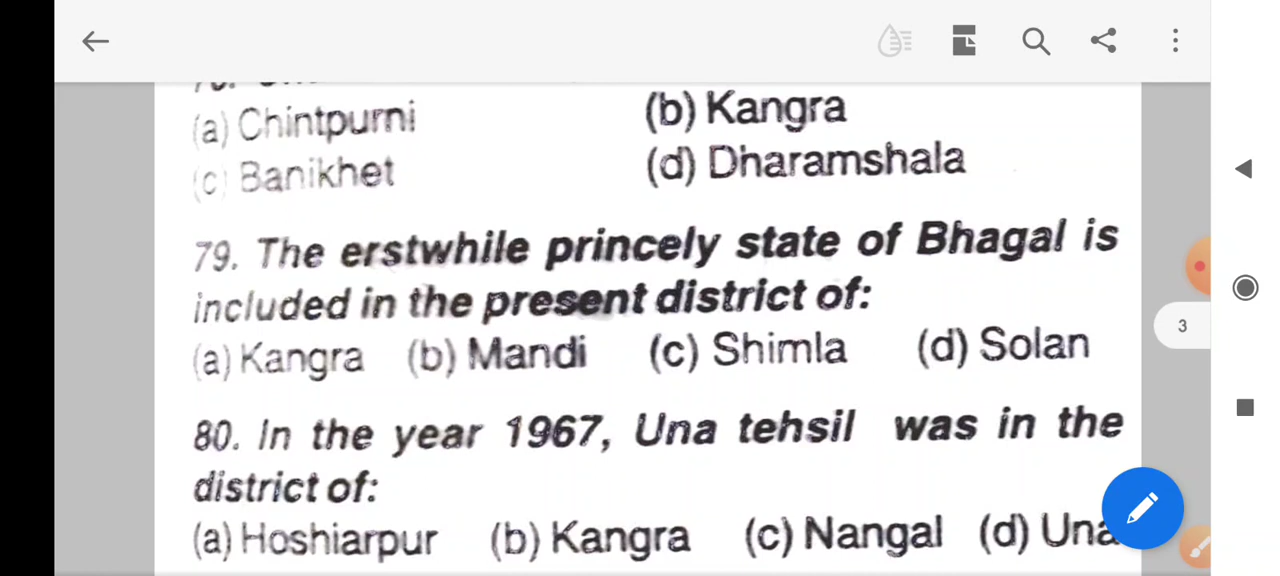 (a) Chintpurni (b) Kangra
(c) Banikhet (d) Dharamshala
79. The erstwhile princely state of Bhagal is
included in the present district of:
(a) Kangra (b) Mandi (c) Shimla (d) Solan
3
80. In the year 1967, Una tehsil was in the
district of:
(a) Hoshiarpur (b) Kangra (c) Nangal (d) Una